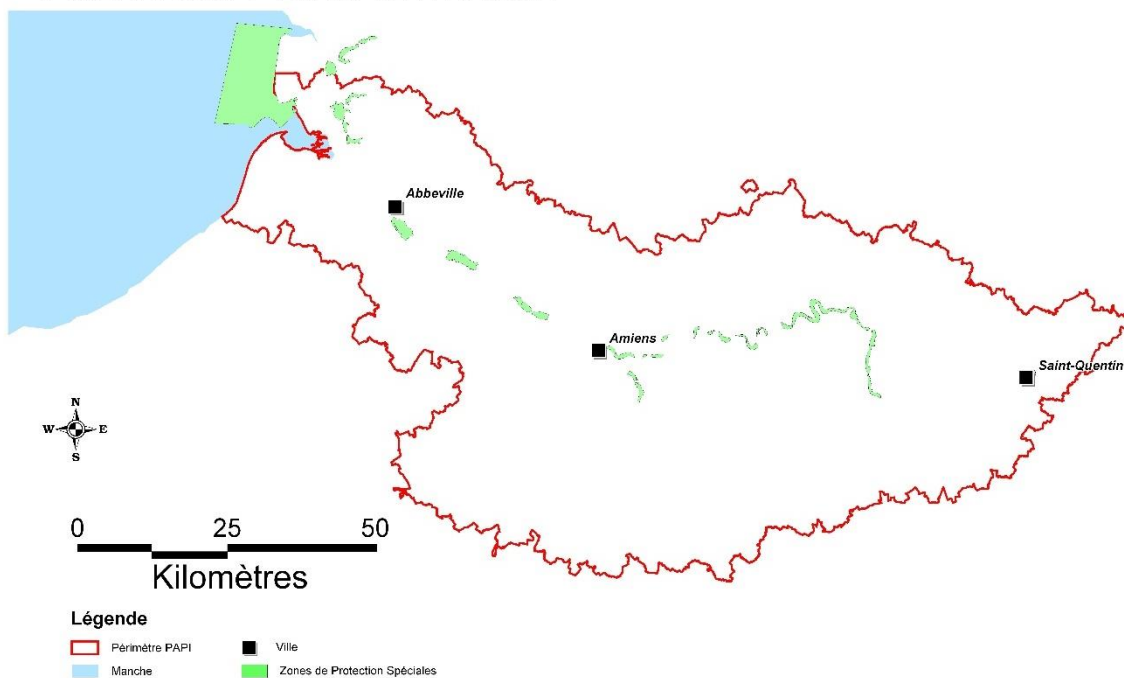 Abbeville
Amiens
Saint-Quentin
N
W E
S
0 25 50
Kilomètres
Légende
Périmètre PAPI
Ville
Manche
Zones de Protection Spéciales